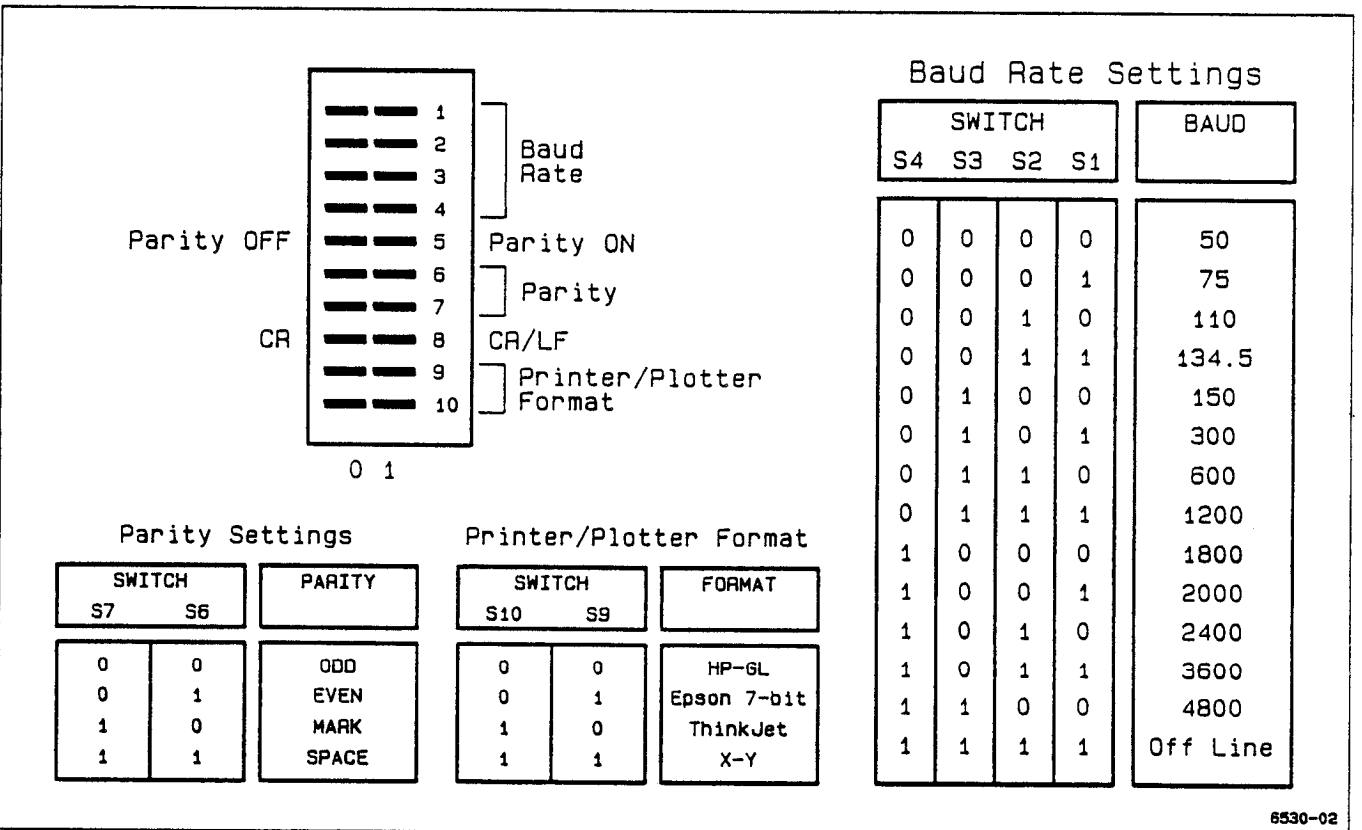 1
2
3
4
5
6
7
8
9
10
Baud
Rate
Parity OFF
Parity ON
Parity
CR
CR/LF
Printer/Plotter
Format
0 1
Baud Rate Settings
SWITCH BAUD
S4 S3 S2 S1
0 0 0 0 50
0 0 0 1 75
0 0 1 0 110
0 0 1 1 134.5
0 1 0 0 150
0 1 0 1 300
0 1 1 0 600
0 1 1 1 1200
1 0 0 0 1800
1 0 0 1 2000
1 0 1 0 2400
1 0 1 1 3600
1 1 0 0 4800
1 1 1 1 Off Line
Parity Settings
SWITCH PARITY
S7 S6
0 0 ODD
0 1 EVEN
1 0 MARK
1 1 SPACE
Printer/Plotter Format
SWITCH FORMAT
S10 S9
0 0 HP-GL
0 1 Epson 7-bit
1 0 ThinkJet
1 1 X-Y
6530-02